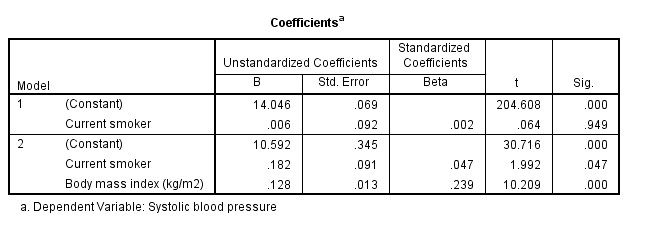 Coefficientsa
Standardized
Unstandardized Coefficients Coefficients
Model B Std. Error Beta t Sig.
1 (Constant) 14.046 .069 204.608 .000
Current smoker .006 .092 .002 .064 .949
2 (Constant) 10.592 .345 30.716 .000
Current smoker .182 .091 .047 1.992 .047
Body mass index (kg/m2) .128 .013 .239 10.209 .000
a. Dependent Variable: Systolic blood pressure